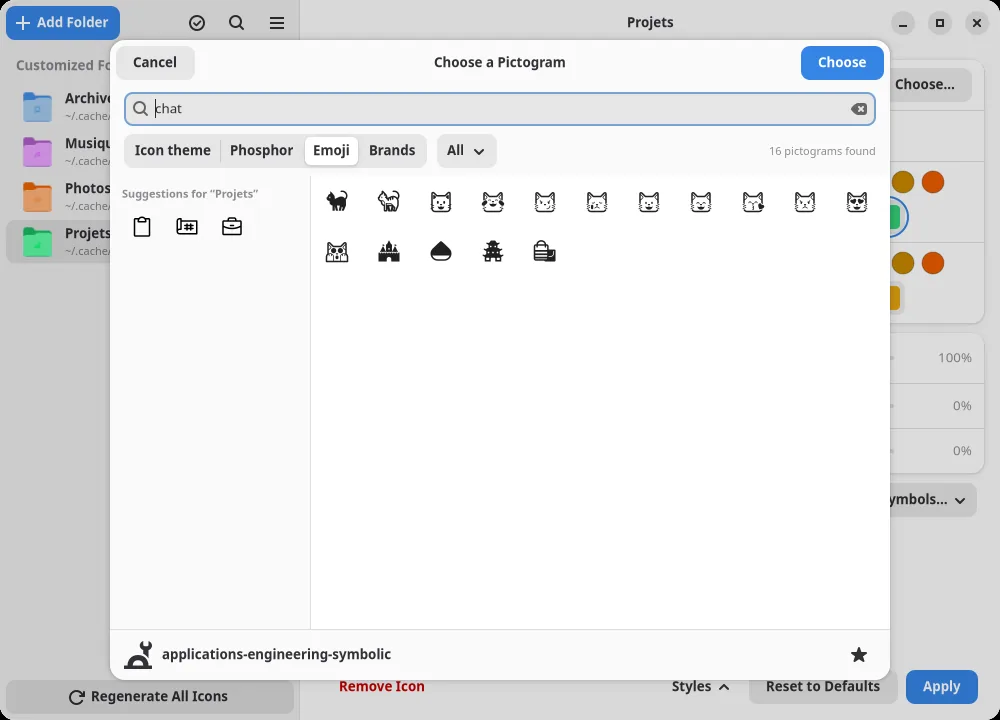 Add Folder
Projets
Customized Fo
Archive
~/.cache/
Musiqu
~/.cache/
Photos
~/.cache/
Projets
~/.cache/
Cancel
Choose a Pictogram
Choose
chat
Icon theme
Phosphor
Emoji
Brands
All
16 pictograms found
Suggestions for "Projets"
applications-engineering-symbolic
Choose...
100%
0%
0%
ymbols...
Regenerate All Icons
Remove Icon
Styles
Reset to Defaults
Apply